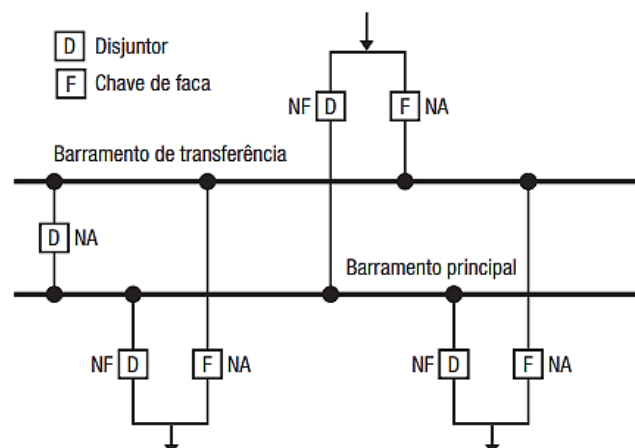 D Disjuntor
F Chave de faca
NF D F NA
Barramento de transferência
D NA
Barramento principal
NF D F NA NF D F NA